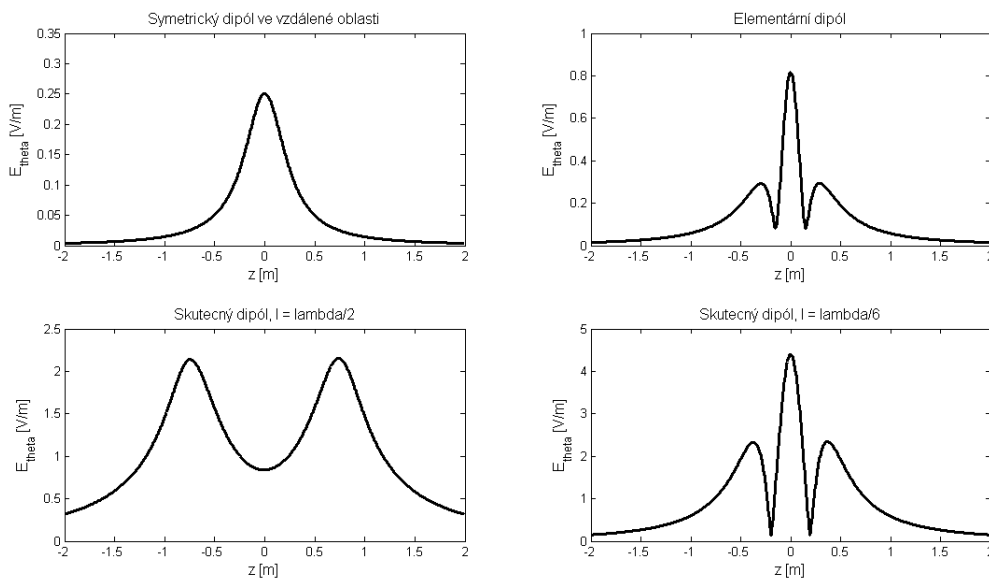 Symetrický dipól ve vzdálené oblasti
0.35
0.3
0.25
0.2
0.15
0.1
0.05
0
E_theta [V/m]
-2 -1.5 -1 -0.5 0 0.5 1 1.5 2
z [m]
Elementární dipól
1
0.8
0.6
0.4
0.2
0
E_theta [V/m]
-2 -1.5 -1 -0.5 0 0.5 1 1.5 2
z [m]
Skutecný dipól, l = lambda/2
2.5
2
1.5
1
0.5
0
E_theta [V/m]
-2 -1.5 -1 -0.5 0 0.5 1 1.5 2
z [m]
Skutecný dipól, l = lambda/6
5
4
3
2
1
0
E_theta [V/m]
-2 -1.5 -1 -0.5 0 0.5 1 1.5 2
z [m]